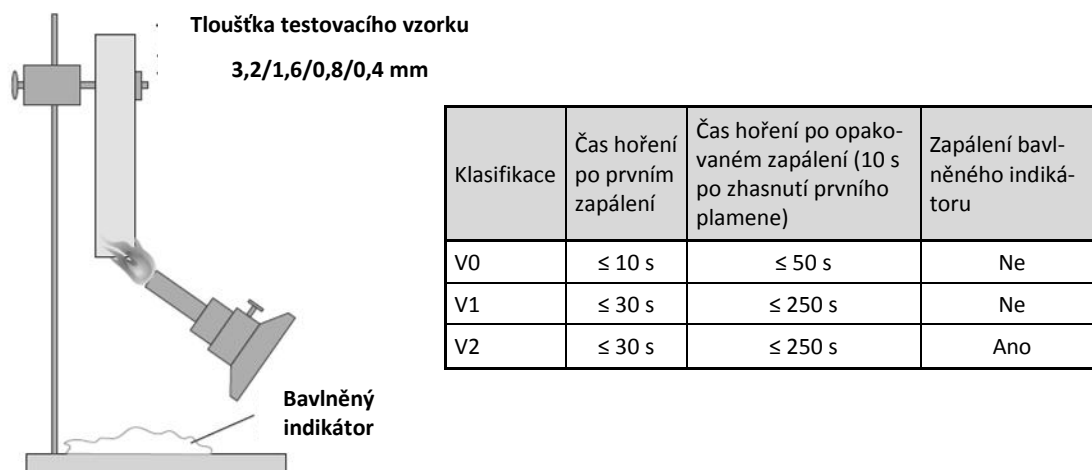 Tloušťka testovacího vzorku
3,2/1,6/0,8/0,4 mm
Klasifikace
Čas hoření
po prvním
zapálení
Čas hoření po opako-
vaném zapálení (10 s
po zhasnutí prvního
plamene)
Zapálení bavl-
něného indiká-
toru
V0
≤ 10 s
≤ 50 s
Ne
V1
≤ 30 s
≤ 250 s
Ne
V2
≤ 30 s
≤ 250 s
Ano
Bavlněný
indikátor